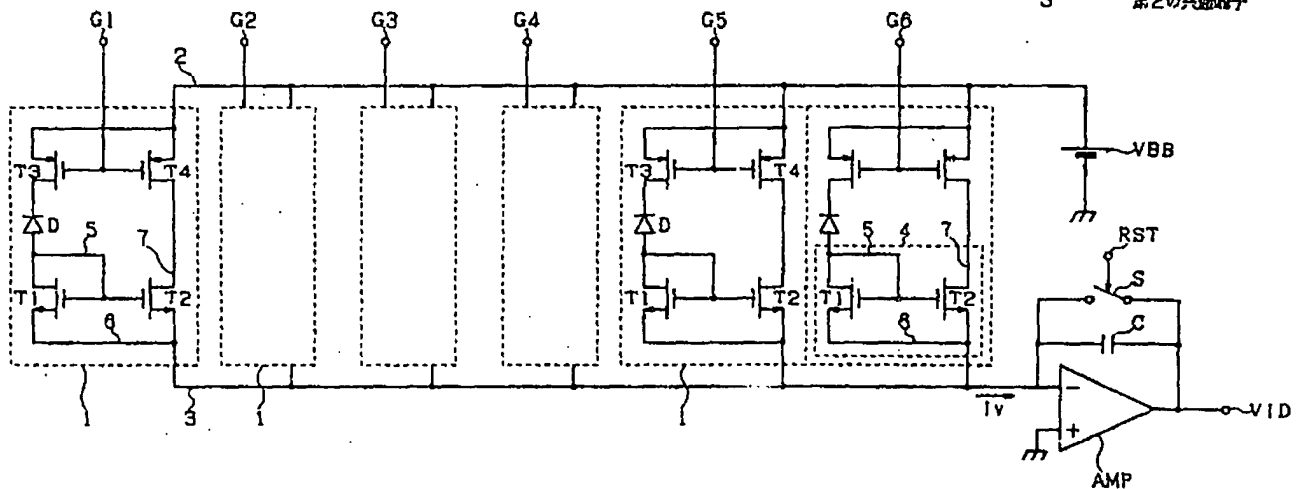 G1 G2 G3 G4 G5 G6
2
T3 T4 T3 T4 VBB
D D
5 7 5 4 7 RST
T1 T2 T1 T2 T1 T2 S
6 6 C
1 3 1 1 Iv - VID
+
AMP